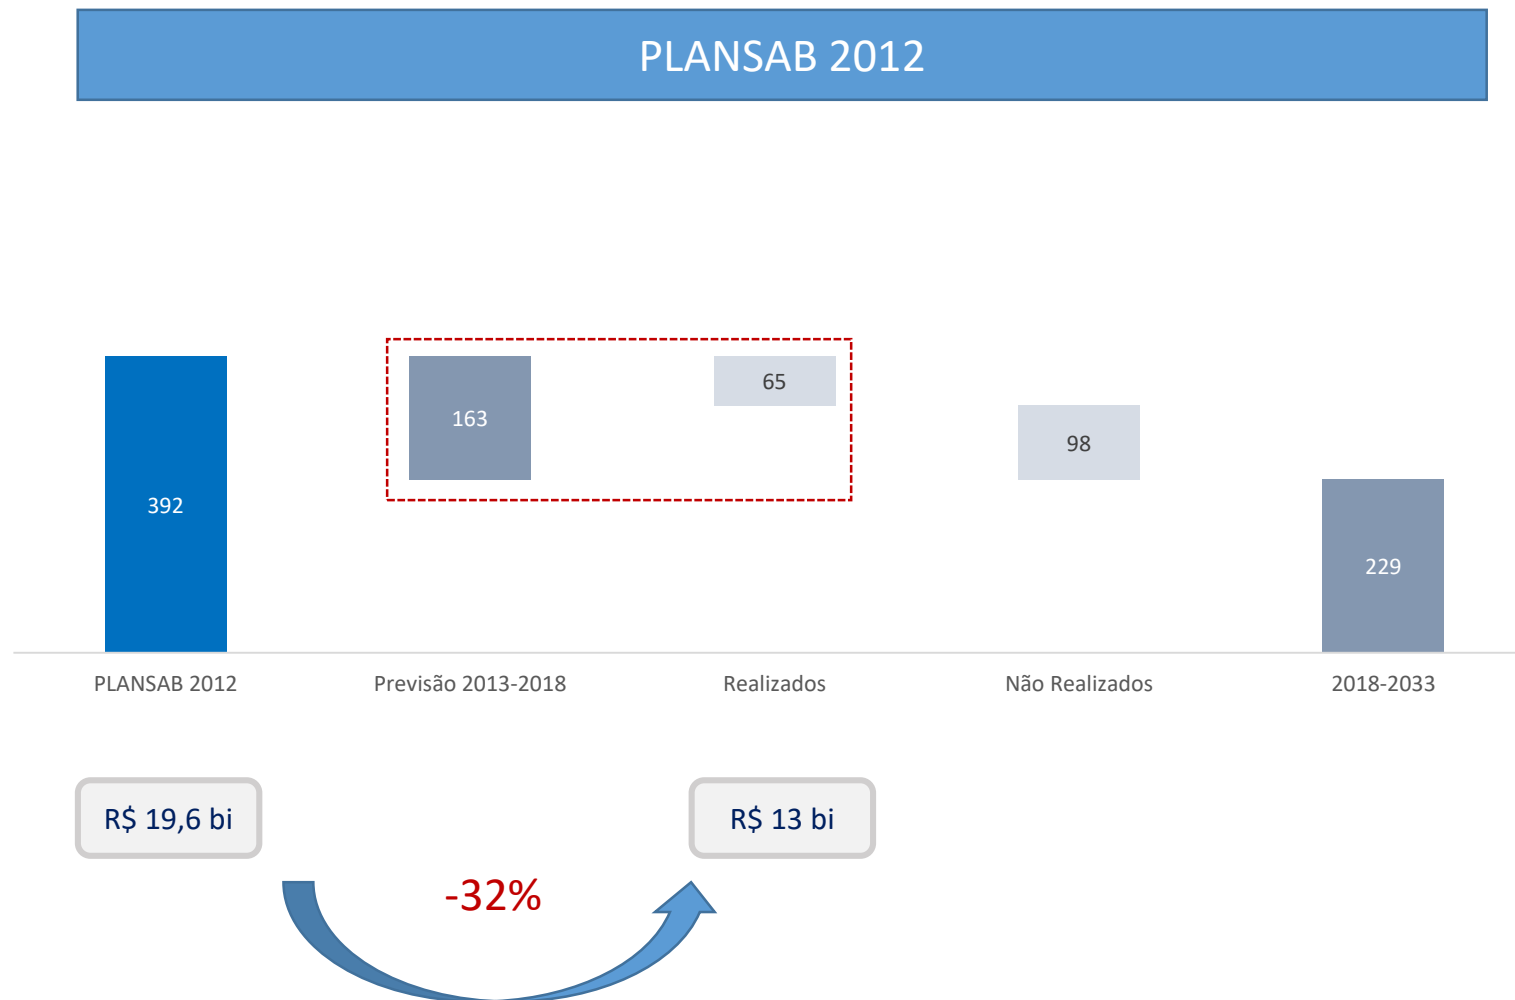 PLANSAB 2012
163
65
98
392
229
PLANSAB 2012
Previsão 2013-2018
Realizados
Não Realizados
2018-2033
R$ 19,6 bi
R$ 13 bi
-32%